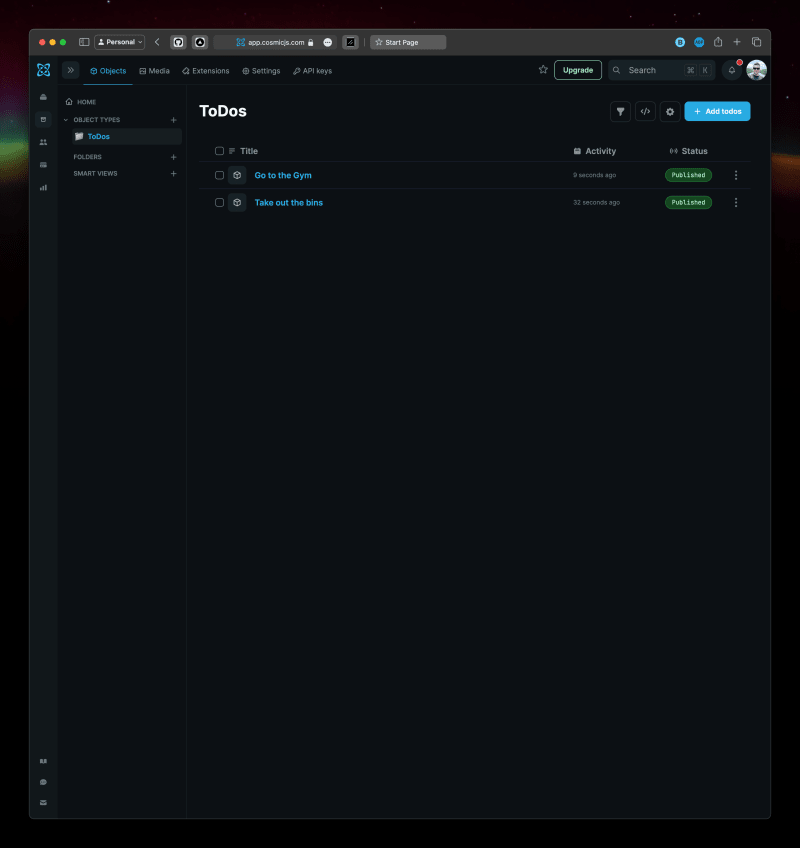 Personal
app.cosmicjs.com
Start Page
Objects
Media
Extensions
Settings
API keys
Upgrade
Search
⌘ K
HOME
OBJECT TYPES
ToDos
FOLDERS
SMART VIEWS
ToDos
+ Add todos
Title
Activity
Status
Go to the Gym
9 seconds ago
Published
Take out the bins
32 seconds ago
Published